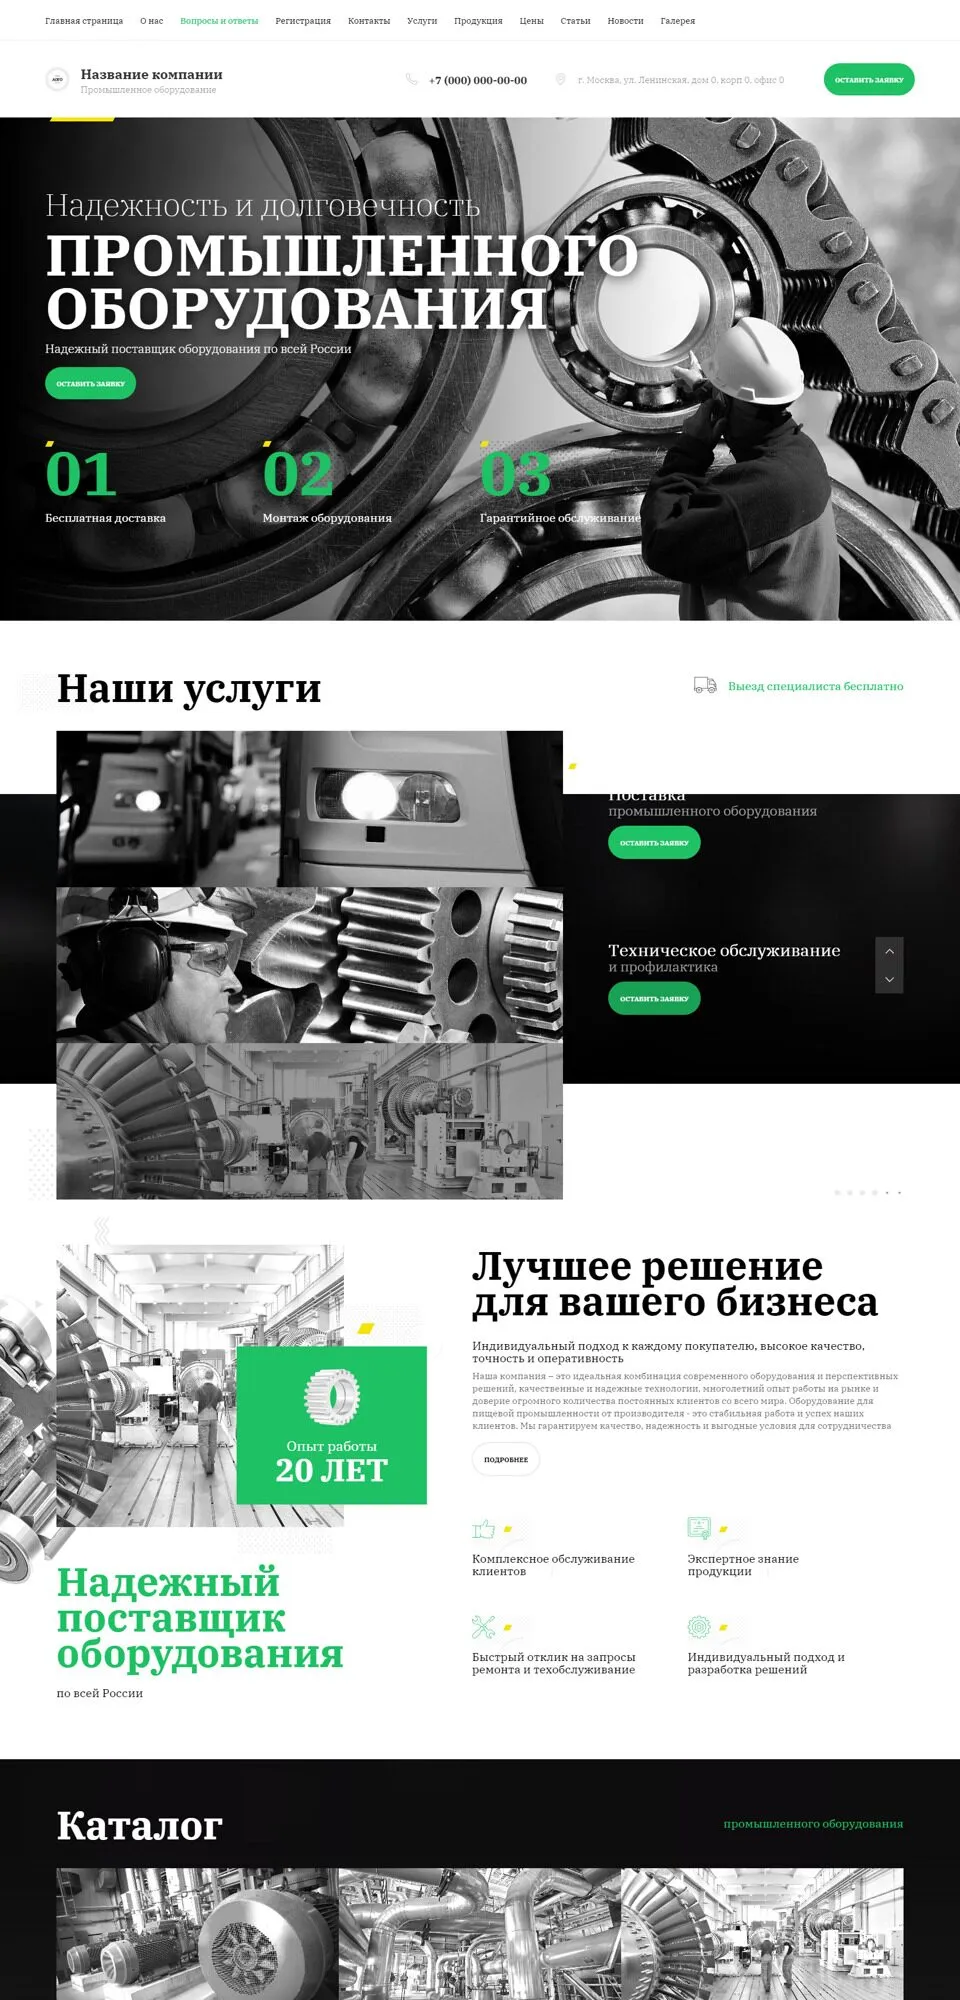 Главная страница О нас Вопросы и ответы Регистрация Контакты Услуги Продукция Цены Статьи Новости Галерея
Название компании
Промышленное оборудование
+7 (000) 000-00-00
г. Москва, ул. Ленинская, дом 0, корп 0, офис 0
ОСТАВИТЬ ЗАЯВКУ
Надежность и долговечность
ПРОМЫШЛЕННОГО
ОБОРУДОВАНИЯ
Надежный поставщик оборудования по всей России
ОСТАВИТЬ ЗАЯВКУ
01 02 03
Бесплатная доставка Монтаж оборудования Гарантийное обслуживание
Наши услуги
Выезд специалиста бесплатно
Поставка
промышленного оборудования
ОСТАВИТЬ ЗАЯВКУ
Техническое обслуживание
и профилактика
ОСТАВИТЬ ЗАЯВКУ
Опыт работы
20 ЛЕТ
Надежный
поставщик
оборудования
по всей России
Лучшее решение
для вашего бизнеса
Индивидуальный подход к каждому покупателю, высокое качество,
точность и оперативность
Наша компания – это идеальная комбинация современного оборудования и перспективных
решений, качественные и надежные технологии, многолетний опыт работы на рынке и
доверие огромного количества постоянных клиентов со всего мира. Оборудование для
пищевой промышленности от производителя - это стабильная работа и успех наших
клиентов. Мы гарантируем качество, надежность и выгодные условия для сотрудничества
ПОДРОБНЕЕ
Комплексное обслуживание
клиентов
Экспертное знание
продукции
Быстрый отклик на запросы
ремонта и техобслуживание
Индивидуальный подход и
разработка решений
Каталог
промышленного оборудования